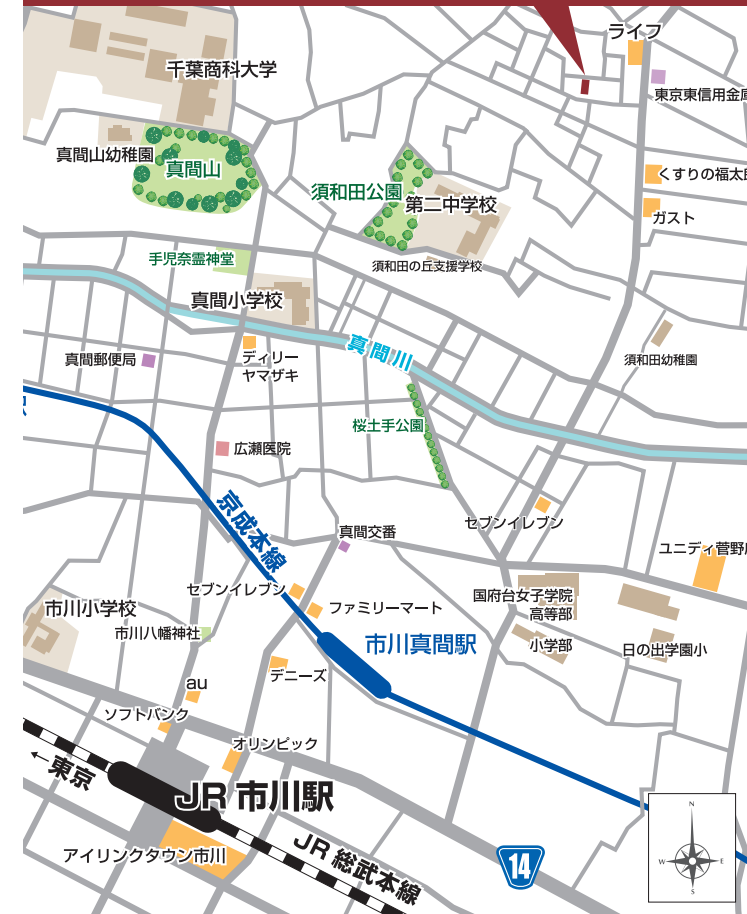 ライフ
千葉商科大学
東京東信用金庫
真間山幼稚園
真間山
くすりの福太郎
須和田公園
第二中学校
ガスト
手児奈霊神堂
須和田の丘支援学校
真間小学校
真間川
真間郵便局
ディリー
ヤマザキ
須和田幼稚園
桜土手公園
広瀬医院
京成本線
セブンイレブン
真間交番
ユニディ菅野
セブンイレブン
国府台女子学院
高等部
市川小学校
ファミリーマート
市川八幡神社
小学部
市川真間駅
日の出学園小
デニーズ
au
ソフトバンク
オリンピック
←東京
JR 市川駅
アイリンクタウン市川
JR 総武本線
14
N
W
E
S